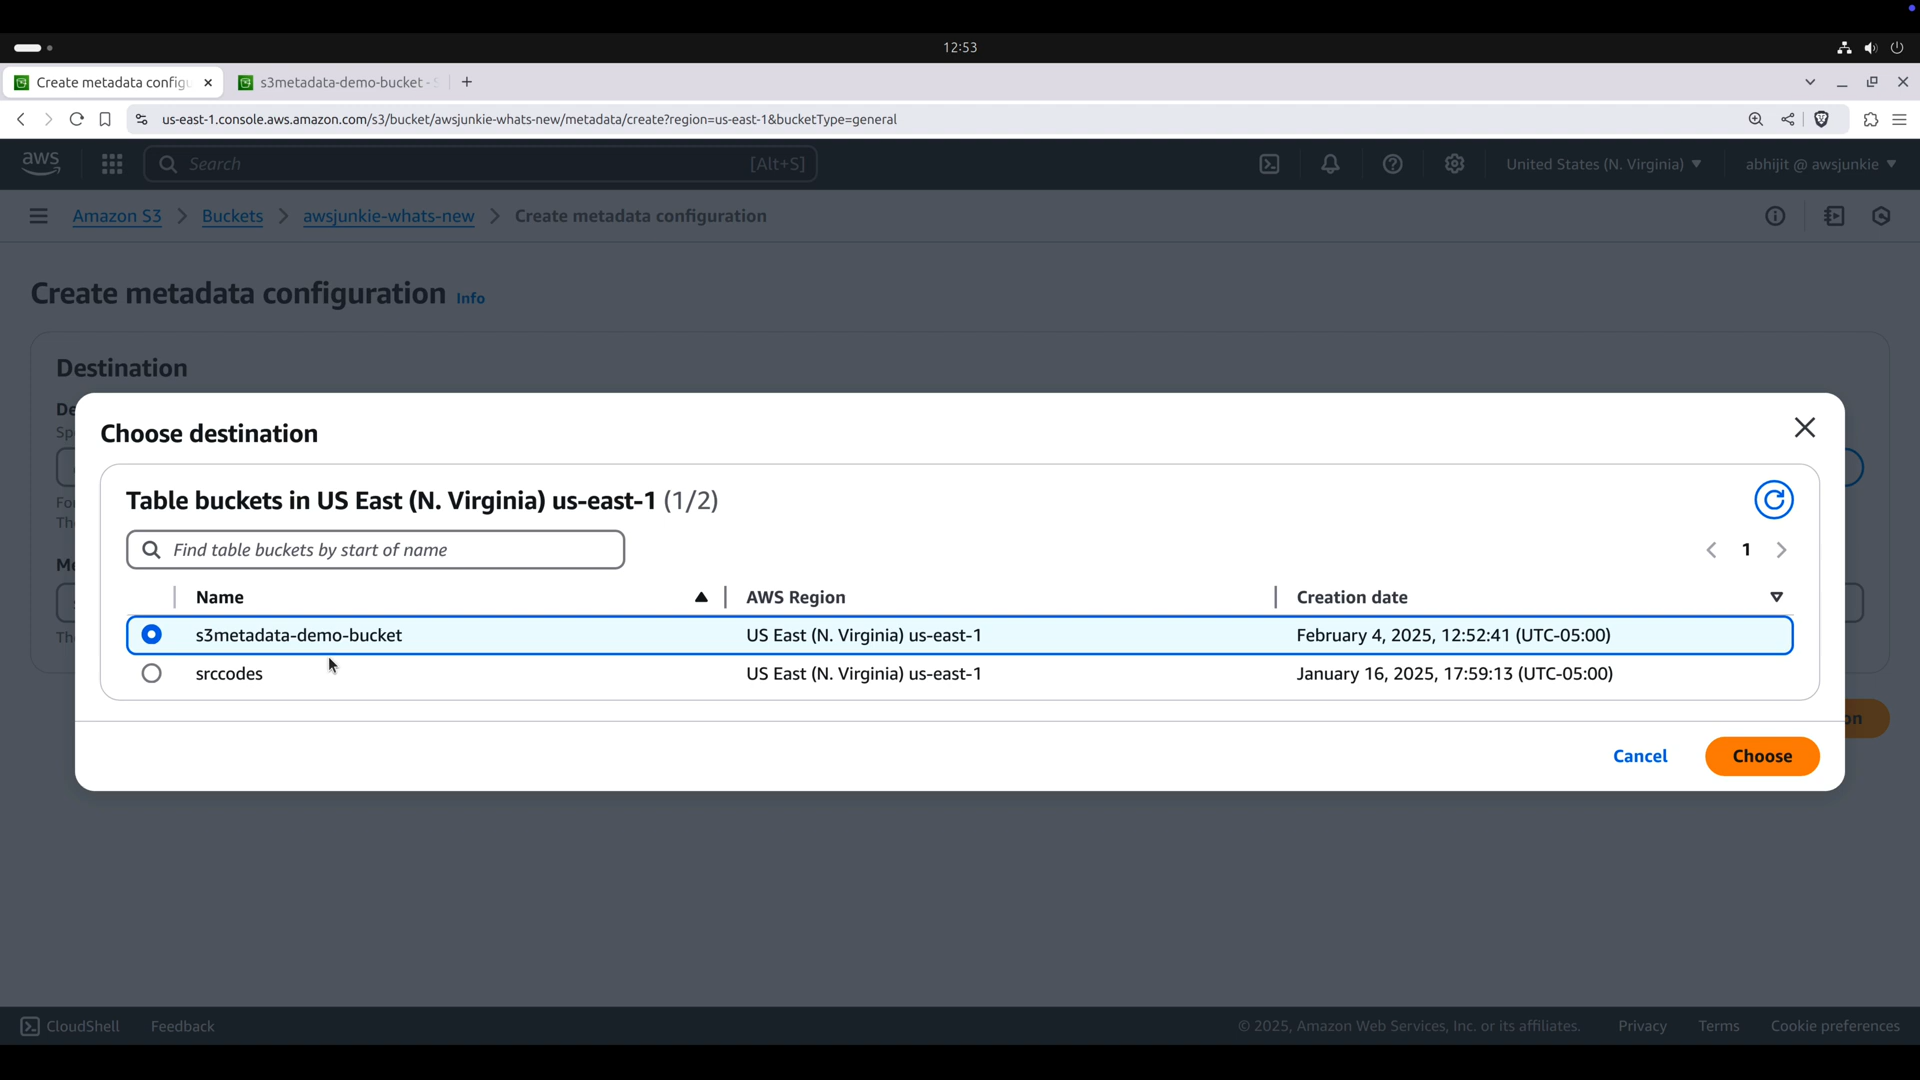 12:53
Create metadata config
s3metadata-demo-bucket -
us-east-1.console.aws.amazon.com/s3/bucket/awsjunkie-whats-new/metadata/create?region=us-east-1&bucketType=general
aws
Search
[Alt+S]
United States (N. Virginia)
abhijit @ awsjunkie
Amazon S3
Buckets
awsjunkie-whats-new
Create metadata configuration
Create metadata configuration Info
Destination
Choose destination
Table buckets in US East (N. Virginia) us-east-1 (1/2)
Find table buckets by start of name
1
Name
AWS Region
Creation date
s3metadata-demo-bucket
US East (N. Virginia) us-east-1
February 4, 2025, 12:52:41 (UTC-05:00)
srccodes
US East (N. Virginia) us-east-1
January 16, 2025, 17:59:13 (UTC-05:00)
Cancel
Choose
CloudShell
Feedback
© 2025, Amazon Web Services, Inc. or its affiliates.
Privacy
Terms
Cookie preferences